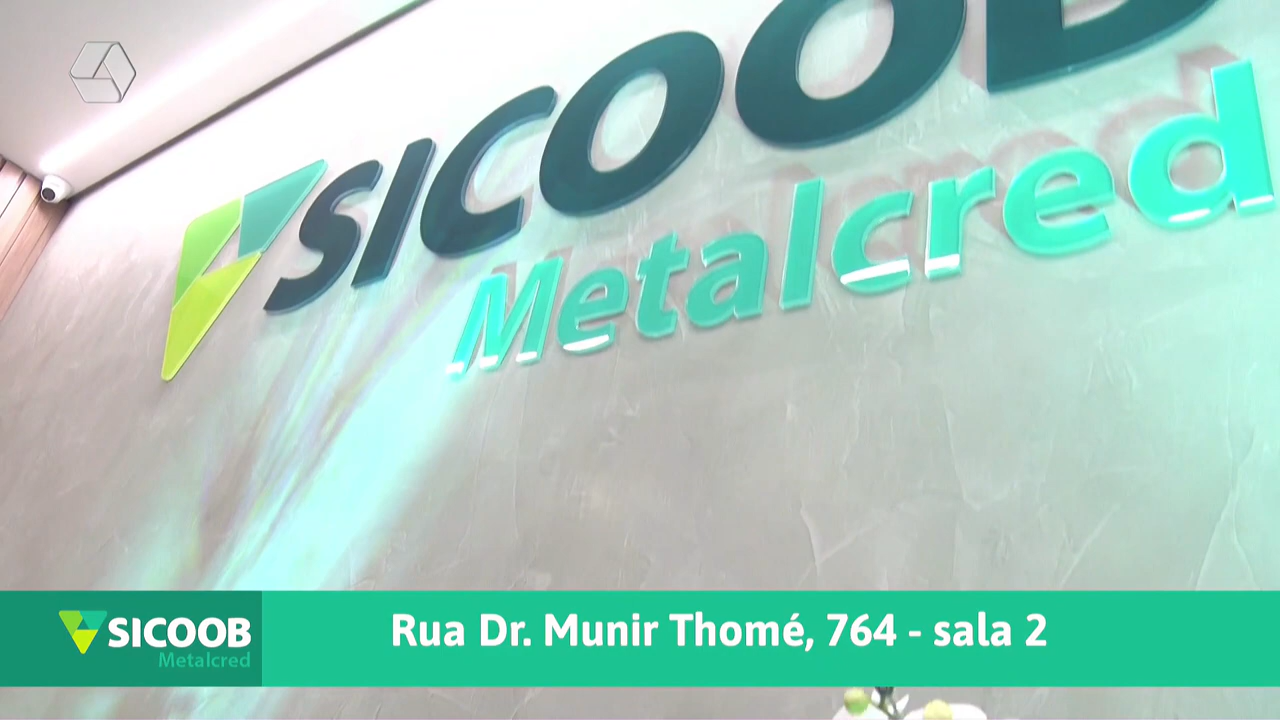 SICOOB
Metalcred
SICOOB
Metalcred
Rua Dr. Munir Thomé, 764 - sala 2